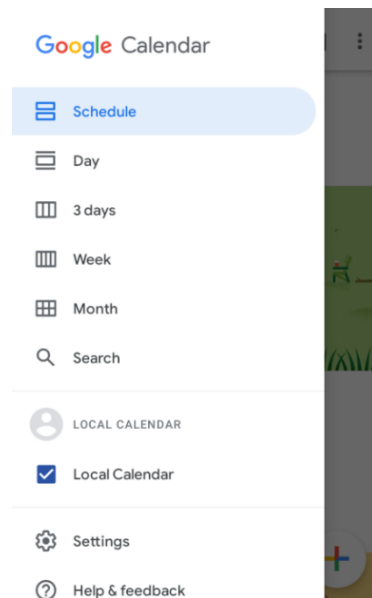 Google Calendar
Schedule
Day
3 days
Week
Month
Search
LOCAL CALENDAR
Local Calendar
Settings
Help & feedback